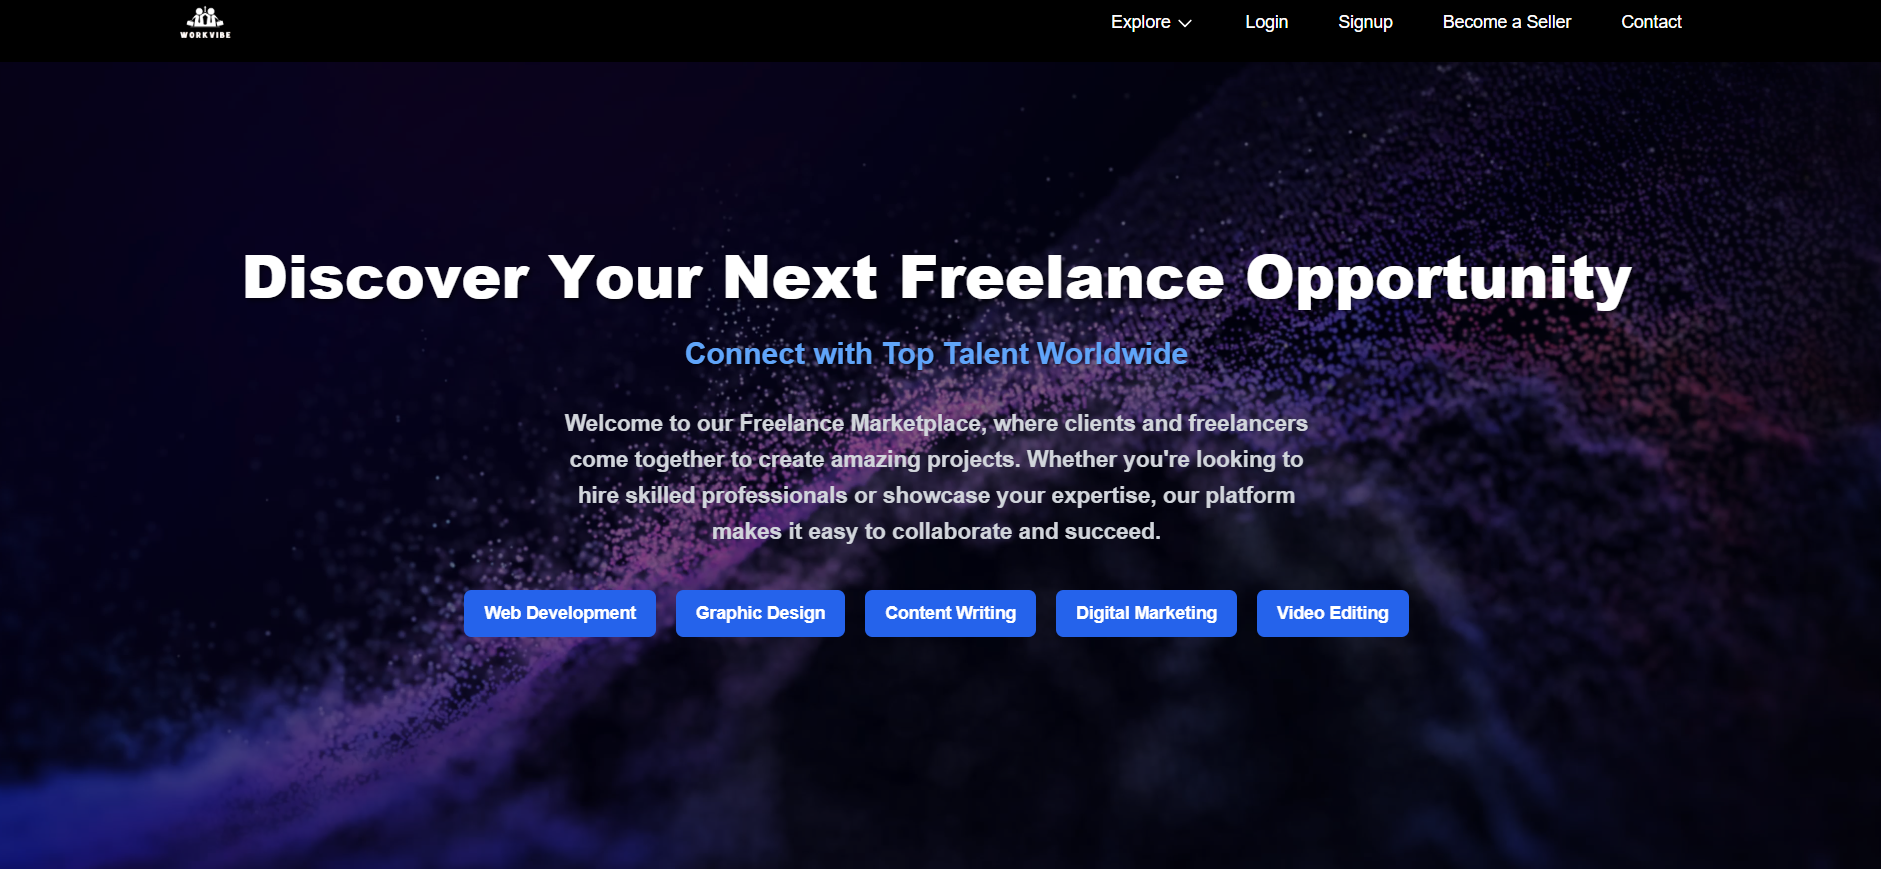 WORKVIBE
Explore Login Signup Become a Seller Contact
Discover Your Next Freelance Opportunity
Connect with Top Talent Worldwide
Welcome to our Freelance Marketplace, where clients and freelancers
come together to create amazing projects. Whether you're looking to
hire skilled professionals or showcase your expertise, our platform
makes it easy to collaborate and succeed.
Web Development Graphic Design Content Writing Digital Marketing Video Editing